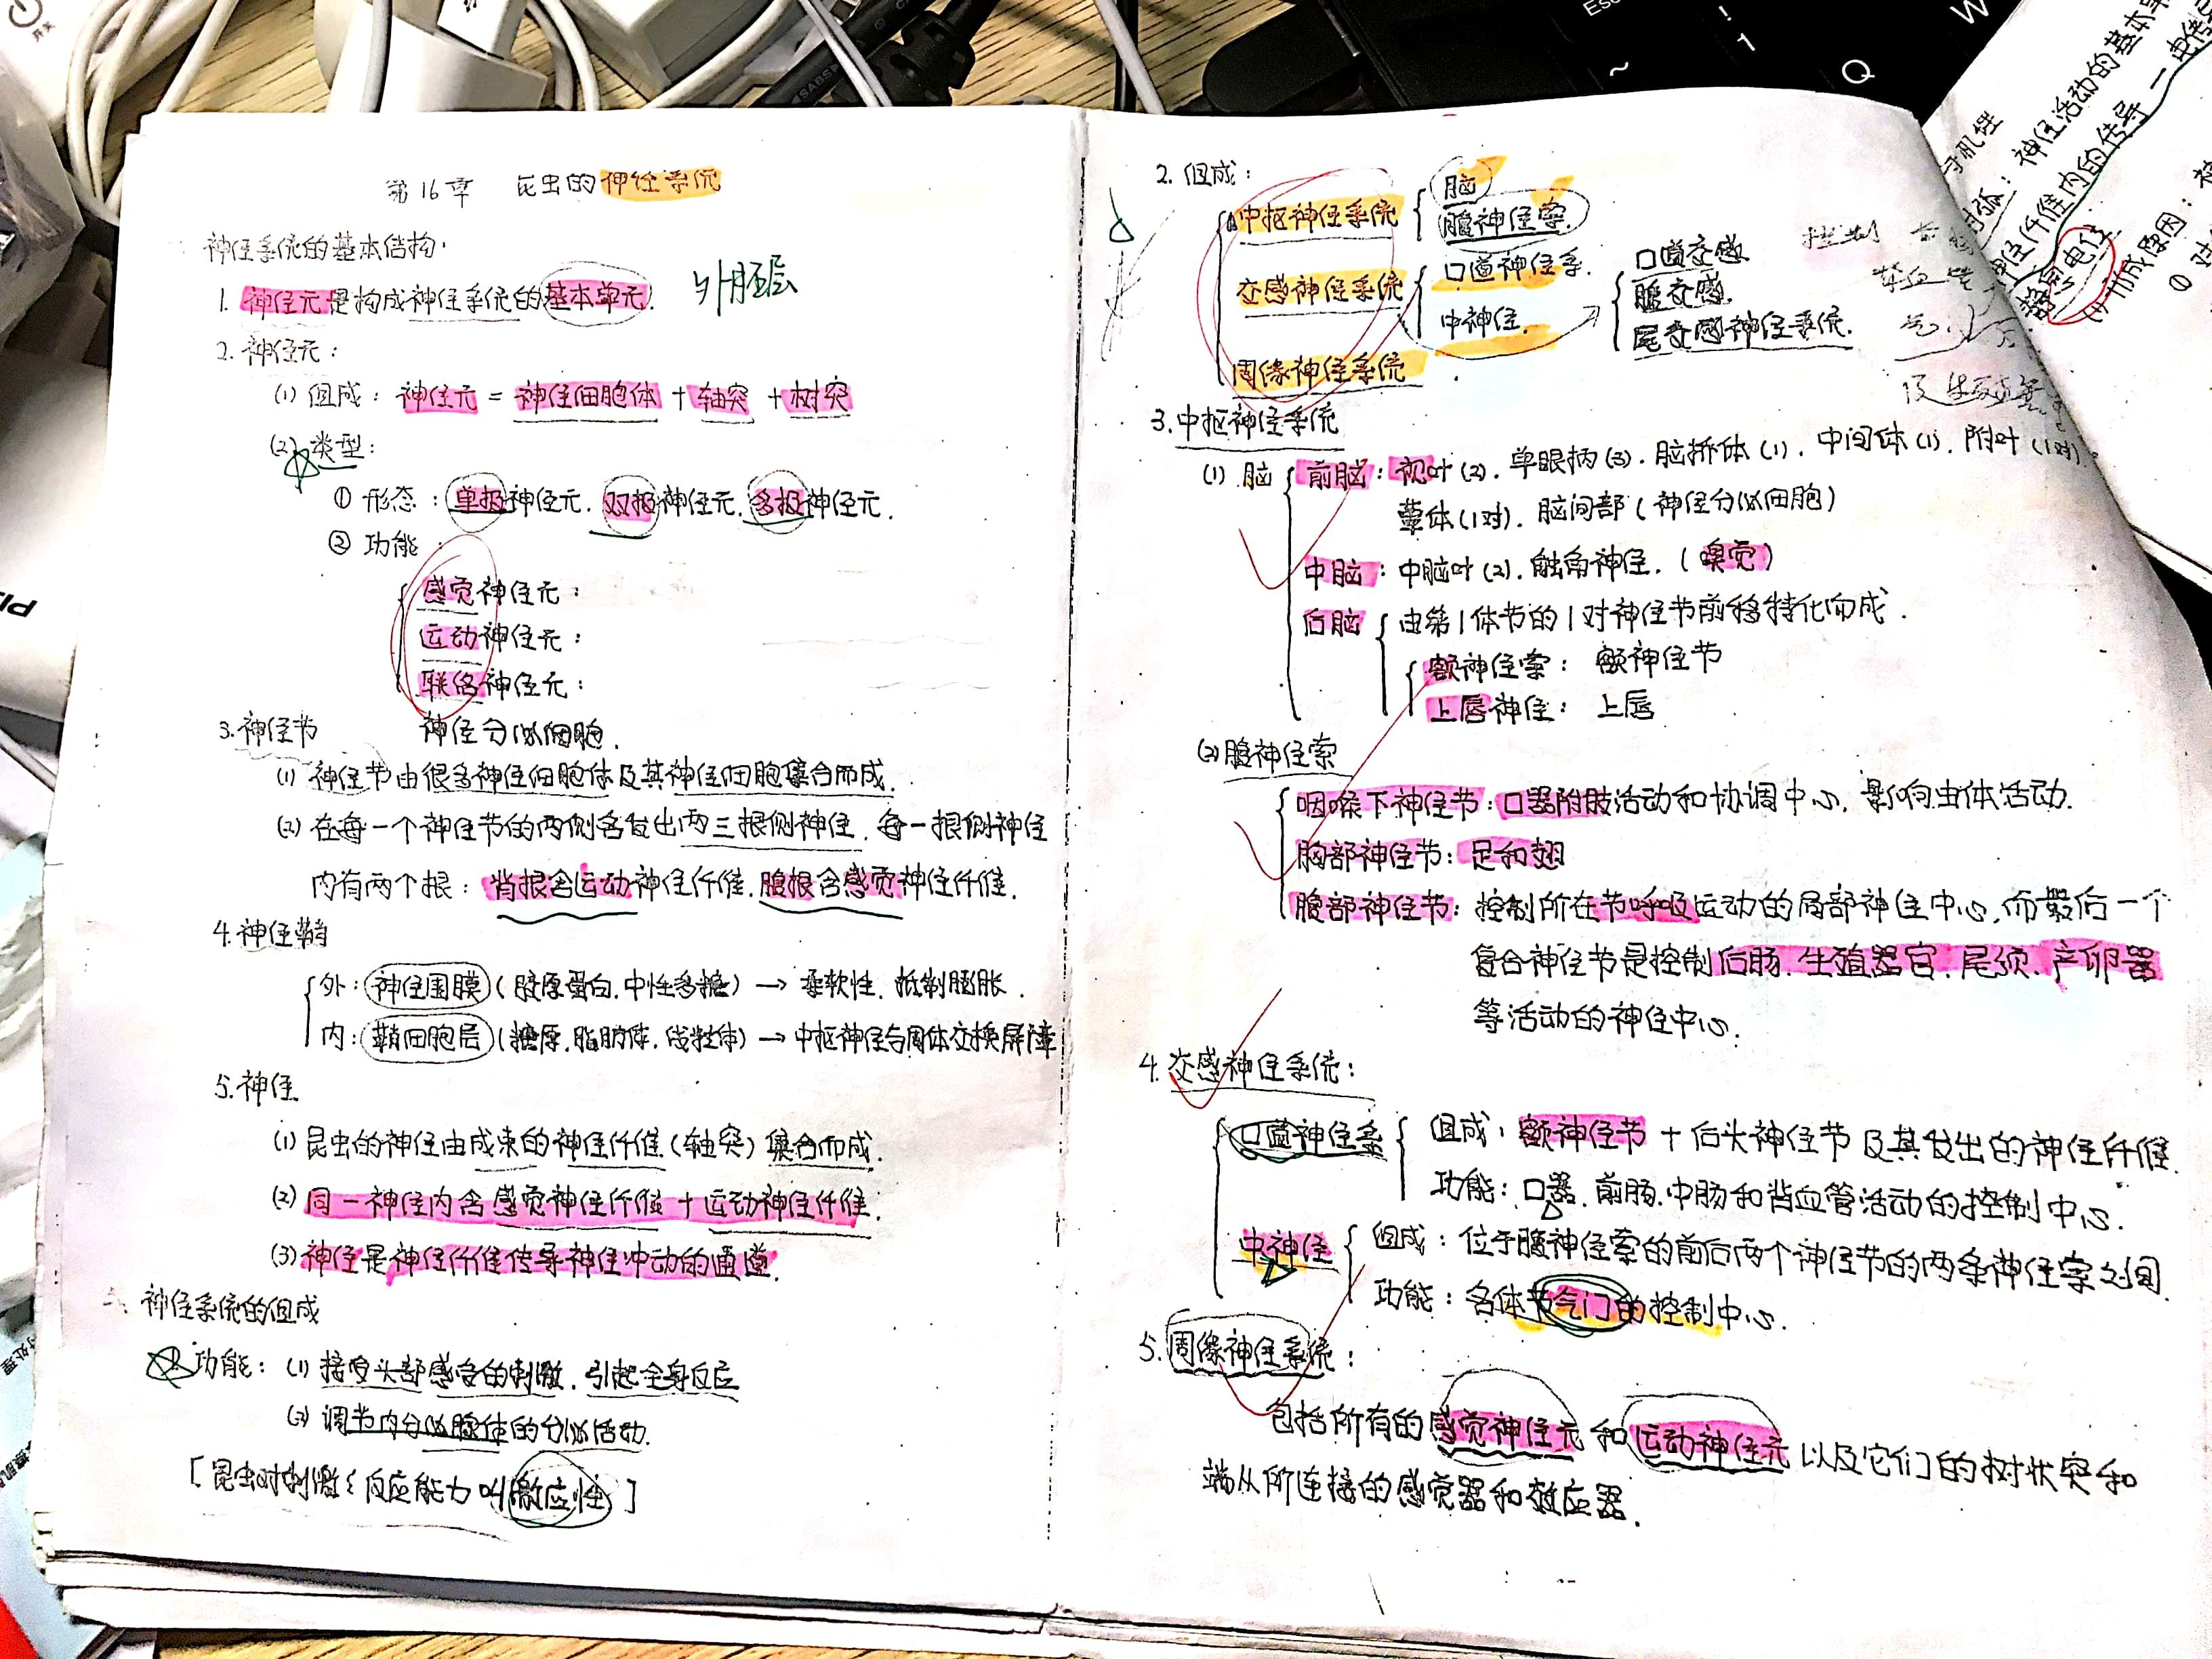 第16章 昆虫的神经系统
神经系统的基本结构:
1. 神经元是构成神经系统的基本单元. 外胚层
2. 神经元:
(1) 组成: 神经元 = 神经细胞体 + 轴突 + 树突
(2) 类型:
① 形态: 单极神经元. 双极神经元. 多极神经元.
② 功能:
感觉神经元:
运动神经元:
联络神经元:
神经分泌细胞.
3. 神经节
(1) 神经节由很多神经细胞体及其神经细胞集合而成.
(2) 在每一个神经节的两侧各发出两三根侧神经, 每一根侧神经
内有两个根: 背根含运动神经纤维, 腹根含感觉神经纤维.
4. 神经鞘
外: 神经围膜 (胶原蛋白, 中性多糖) → 柔软性, 抵制膨胀.
内: 鞘细胞层 (糖原, 脂肪体, 线粒体) → 中枢神经与周体交换屏障
5. 神经
(1) 昆虫的神经由成束的神经纤维 (轴突) 集合而成.
(2) 同一神经内含感觉神经纤维 + 运动神经纤维.
(3) 神经是神经纤维传导神经冲动的通道.
二. 神经系统的组成
功能: (1) 接受头部感受的刺激, 引起全身反应
(2) 调节内分泌腺体的分泌活动.
[昆虫对刺激的反应能力叫激应性]
2. 组成:
中枢神经系统 脑
腹神经索.
交感神经系统 口道神经系.
中神经.
口道交感
腹交感.
尾交感神经系统.
周缘神经系统.
3. 中枢神经系统
(1) 脑 前脑: 视叶(2). 单眼柄(3). 脑桥体(1). 中间体(1). 附叶(1对).
蕈体(1对). 脑间部 (神经分泌细胞)
中脑: 中脑叶(2). 触角神经. (嗅觉)
后脑 由第1体节的1对神经节前移特化而成.
额神经索: 额神经节
上唇神经: 上唇
(2) 腹神经索
咽喉下神经节: 口器附肢活动和协调中心, 影响虫体活动.
胸部神经节: 足和翅
腹部神经节: 控制所在节呼吸运动的局部神经中心, 而最后一个
复合神经节是控制后肠. 生殖器官. 尾须. 产卵器
等活动的神经中心.
4. 交感神经系统:
口道神经系 组成: 额神经节 + 后头神经节及其发出的神经纤维.
功能: 口器. 前肠. 中肠和背血管活动的控制中心.
中神经 组成: 位于腹神经索的前后两个神经节的两条神经索之间.
功能: 各体节气门的控制中心.
5. 周缘神经系统:
包括所有的感觉神经元和运动神经元以及它们的树状突和
端丛所连接的感觉器和效应器.
神经活动的基本
神经纤维内的传导
电位
形成原因:
Esc
Q
W